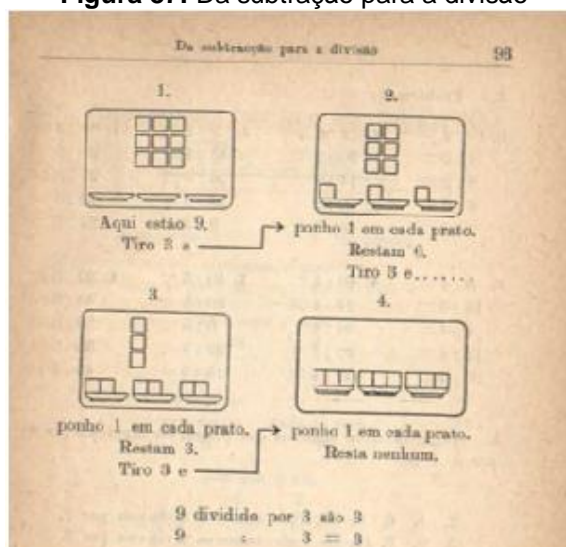 Da subtração para a divisão
Da subtracção para a divisão 93
1.
Aqui estão 9.
Tiro 3 e
2.
ponho 1 em cada prato.
Restam 6.
Tiro 3 e.......
3.
ponho 1 em cada prato.
Restam 3.
Tiro 3 e
4.
ponho 1 em cada prato.
Resta nenhum.
9 dividido por 3 são 3
9 : 3 = 3